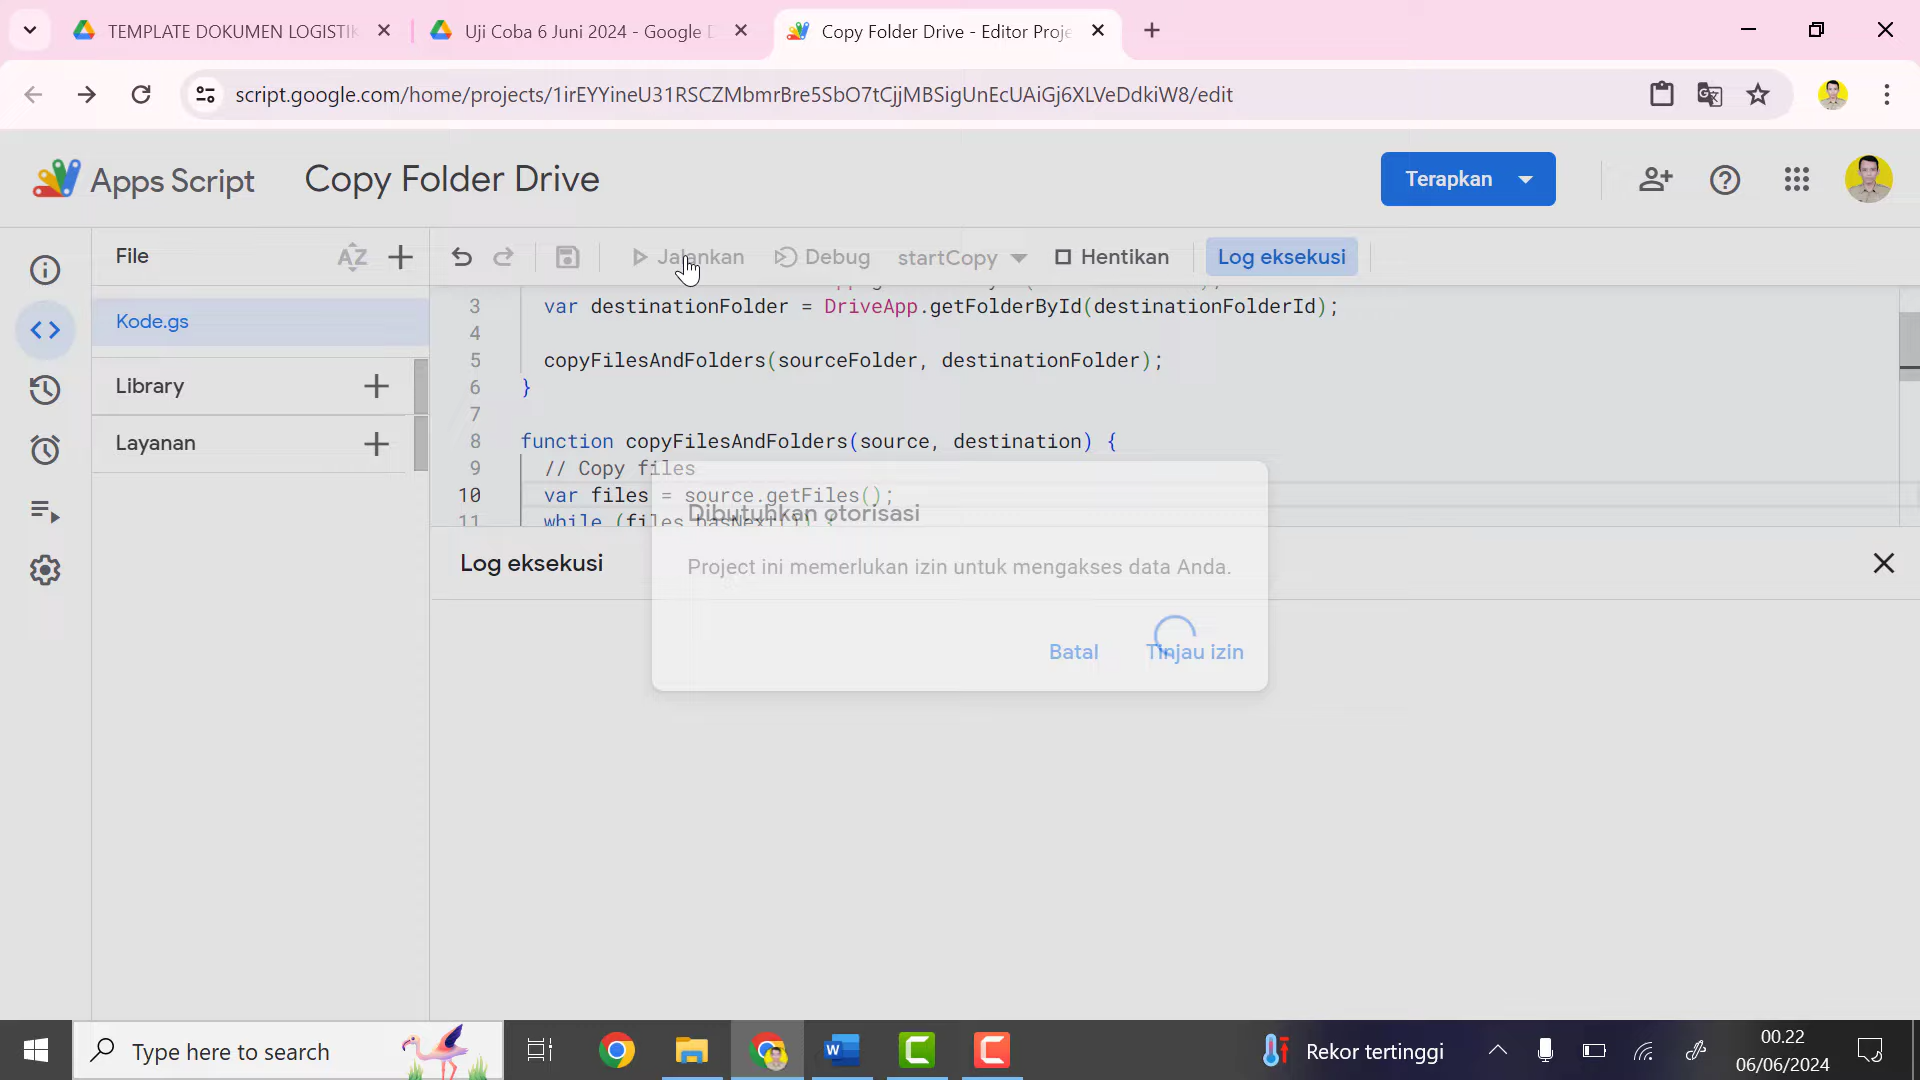 TEMPLATE DOKUMEN LOGISTIK
Uji Coba 6 Juni 2024 - Google D
Copy Folder Drive - Editor Proje
script.google.com/home/projects/1irEYYineU31RSCZMbmrBre5SbO7tCjjMBSigUnEcUAiGj6XLVeDdkiW8/edit
Apps Script
Copy Folder Drive
Terapkan
File
Jalankan
Debug
startCopy
Hentikan
Log eksekusi
Kode.gs
Library
Layanan
3 var destinationFolder = DriveApp.getFolderById(destinationFolderId);
4
5 copyFilesAndFolders(sourceFolder, destinationFolder);
6 }
7
8 function copyFilesAndFolders(source, destination) {
9 // Copy files
10 var files = source.getFiles();
11 while (files.hasNext()) {
Log eksekusi
Dibutuhkan otorisasi
Project ini memerlukan izin untuk mengakses data Anda.
Batal
Tinjau izin
Type here to search
Rekor tertinggi
00.22
06/06/2024